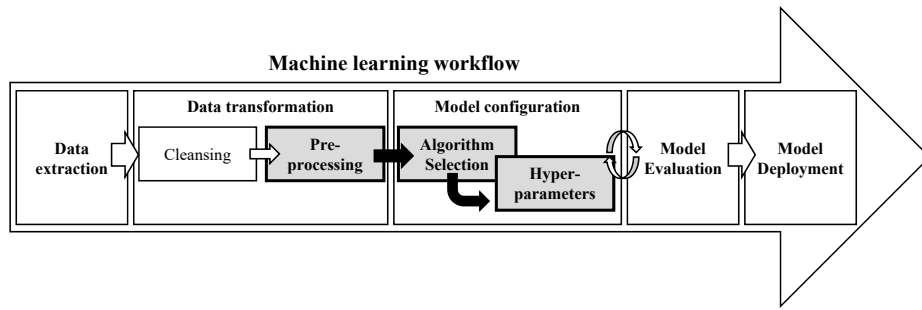 Machine learning workflow
Data
extraction
Data transformation
Cleansing
Pre-
processing
Model configuration
Algorithm
Selection
Hyper-
parameters
Model
Evaluation
Model
Deployment